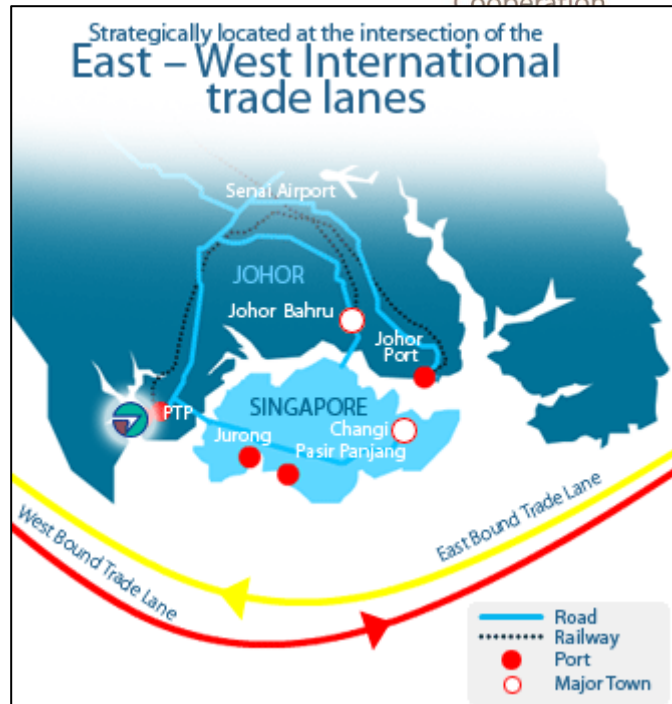 Cooperation
Strategically located at the intersection of the
East – West International
trade lanes
Senai Airport
JOHOR
Johor Bahru
Johor
Port
PTP
SINGAPORE
Changi
Jurong
Pasir Panjang
West Bound Trade Lane
East Bound Trade Lane
Road
Railway
Port
Major Town